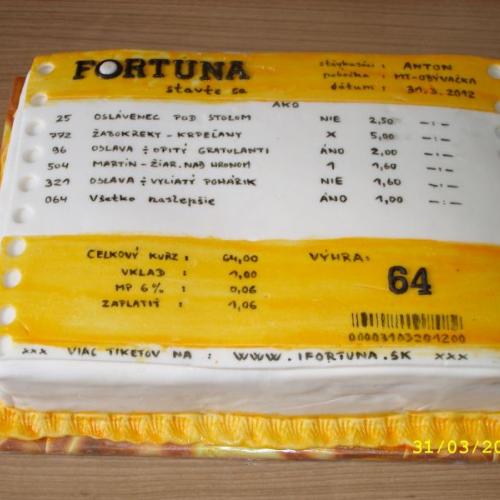 FORTUNA
stavte sa
stávkujúci : ANTON
pobočka : MT-OBÝVAČKA
dátum : 31.3.2012
AKO
25 OSLÁVENEC POD STOLOM NIE 2,50 -:-
772 ŽABOKREKY - KRPEĽANY X 5,00 -:-
96 OSLAVA ÷ OPITÝ GRATULANTI ÁNO 2,00 -:-
504 MARTIN - ŽIAR. NAD HRONOM 1 1,60 -:-
321 OSLAVA ÷ VYLIATÝ POHÁRIK NIE 1,60 -:-
064 Všetko najlepšie ÁNO 1,00 -:-
CELKOVÝ KURZ : 64,00 VÝHRA:
VKLAD : 1,00 64
MP 6% : 0,06
ZAPLATIŤ : 1,06
00003103201200
xxx VIAC TIKETOV NA : WWW.IFORTUNA.SK xxx
31/03/20